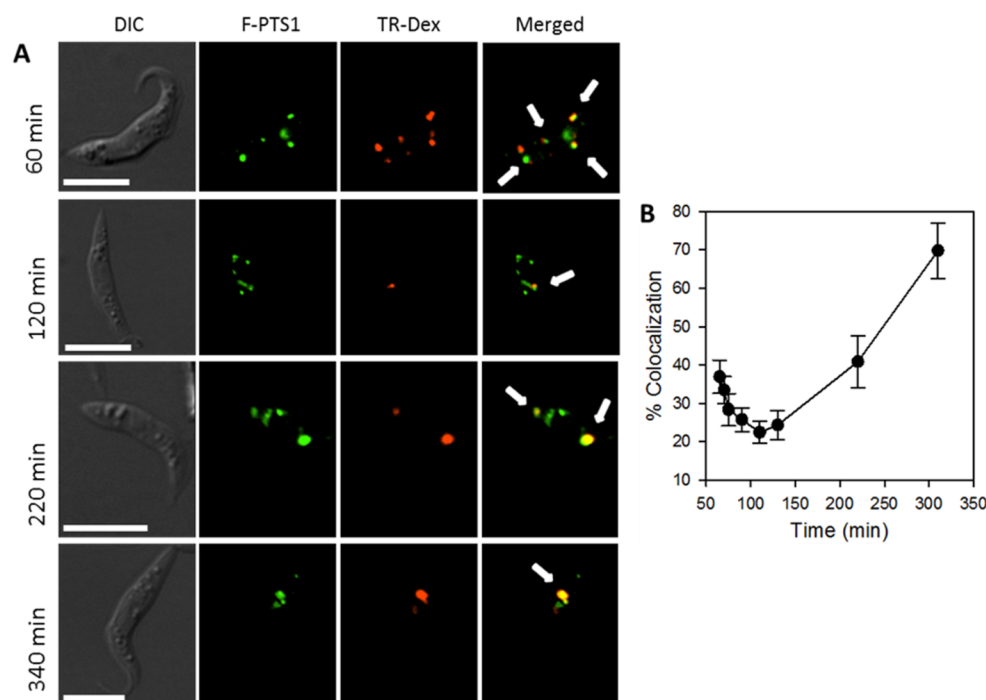 DIC F-PTS1 TR-Dex Merged
A
60 min
120 min
220 min
340 min
B
80
70
60
50
40
30
20
10
% Colocalization
50 100 150 200 250 300 350
Time (min)